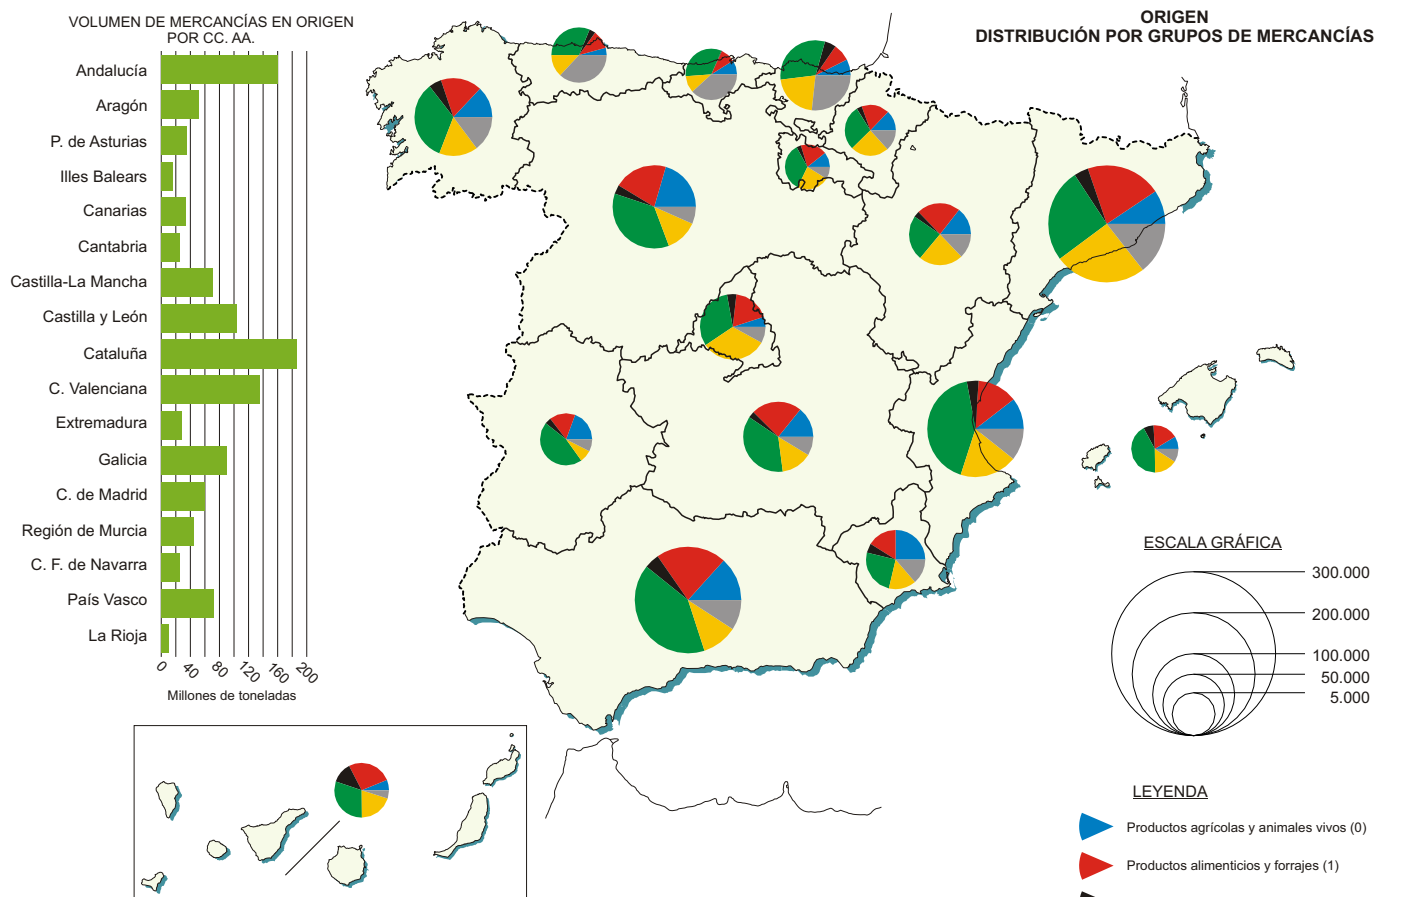 VOLUMEN DE MERCANCÍAS EN ORIGEN
POR CC. AA.
Andalucía
Aragón
P. de Asturias
Illes Balears
Canarias
Cantabria
Castilla-La Mancha
Castilla y León
Cataluña
C. Valenciana
Extremadura
Galicia
C. de Madrid
Región de Murcia
C. F. de Navarra
País Vasco
La Rioja
0 40 80 120 160 200
Millones de toneladas
ORIGEN
DISTRIBUCIÓN POR GRUPOS DE MERCANCÍAS
ESCALA GRÁFICA
300.000
200.000
100.000
50.000
5.000
LEYENDA
Productos agrícolas y animales vivos (0)
Productos alimenticios y forrajes (1)